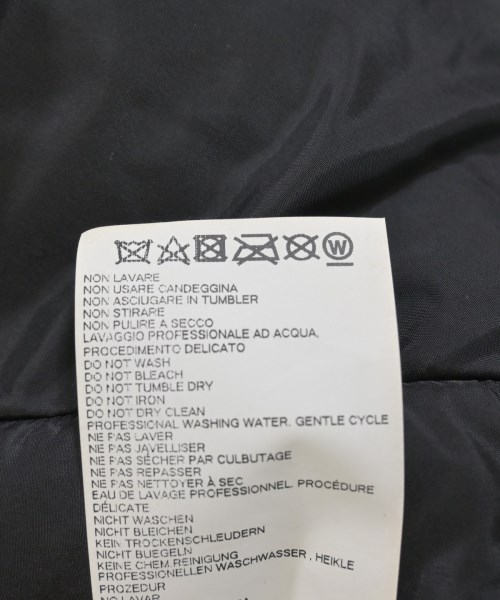 W
NON LAVARE
NON USARE CANDEGGINA
NON ASCIUGARE IN TUMBLER
NON STIRARE
NON PULIRE A SECCO
LAVAGGIO PROFESSIONALE AD ACQUA,
PROCEDIMENTO DELICATO
DO NOT WASH
DO NOT BLEACH
DO NOT TUMBLE DRY
DO NOT IRON
DO NOT DRY CLEAN
PROFESSIONAL WASHING WATER. GENTLE CYCLE
NE PAS LAVER
NE PAS JAVELLISER
NE PAS SÉCHER PAR CULBUTAGE
NE PAS REPASSER
NE PAS NETTOYER À SEC
EAU DE LAVAGE PROFESSIONNEL. PROCÉDURE
DÉLICATE
NICHT WASCHEN
NICHT BLEICHEN
KEIN TROCKENSCHLEUDERN
NICHT BUEGELN
KEINE CHEM.REINIGUNG
PROFESSIONELLEN WASCHWASSER . HEIKLE
PROZEDUR
NO LAVAR